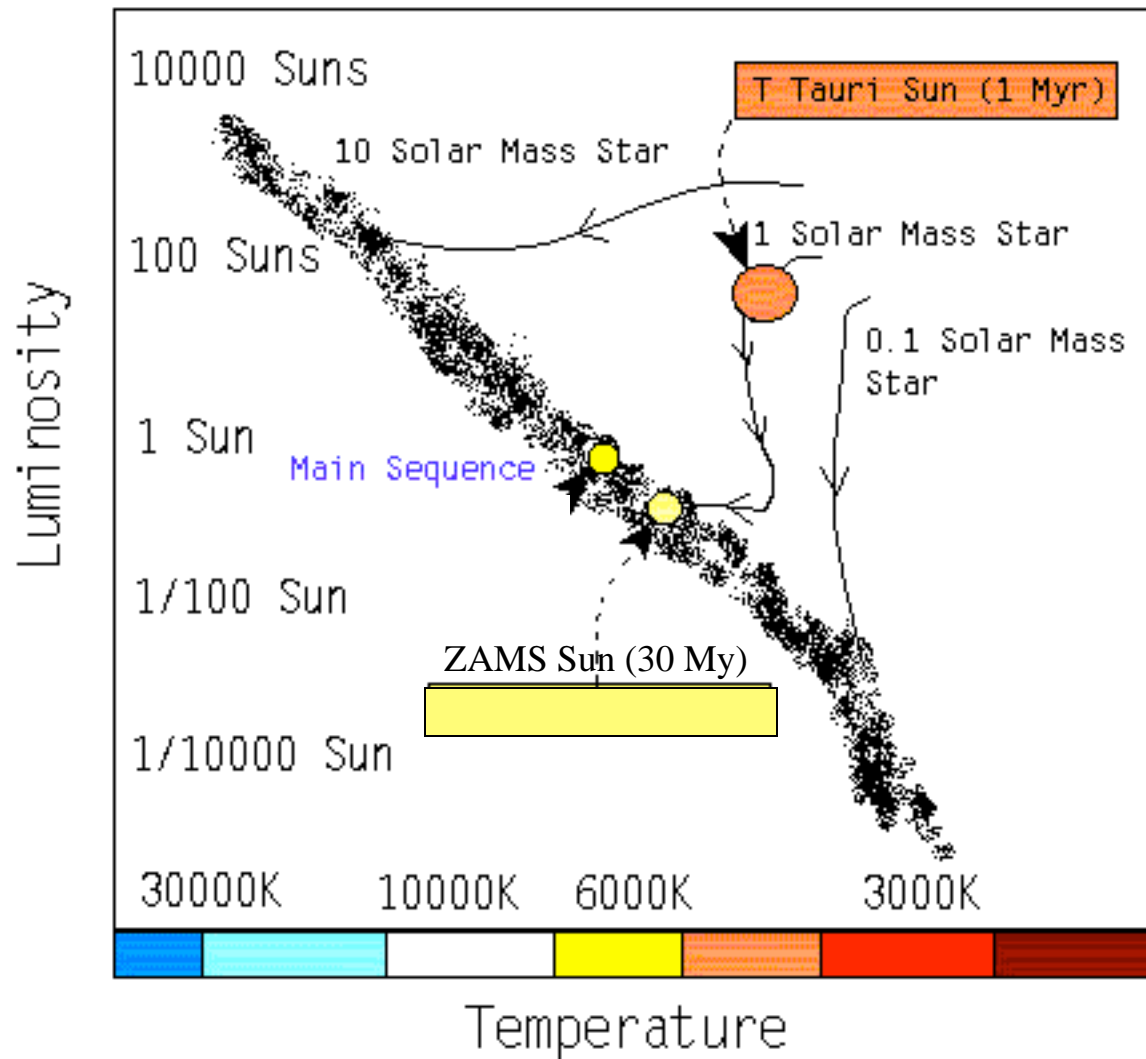 10000 Suns
T Tauri Sun (1 Myr)
10 Solar Mass Star
1 Solar Mass Star
100 Suns
0.1 Solar Mass
Star
1 Sun
Main Sequence
1/100 Sun
ZAMS Sun (30 My)
1/10000 Sun
Luminosity
30000K 10000K 6000K 3000K
Temperature